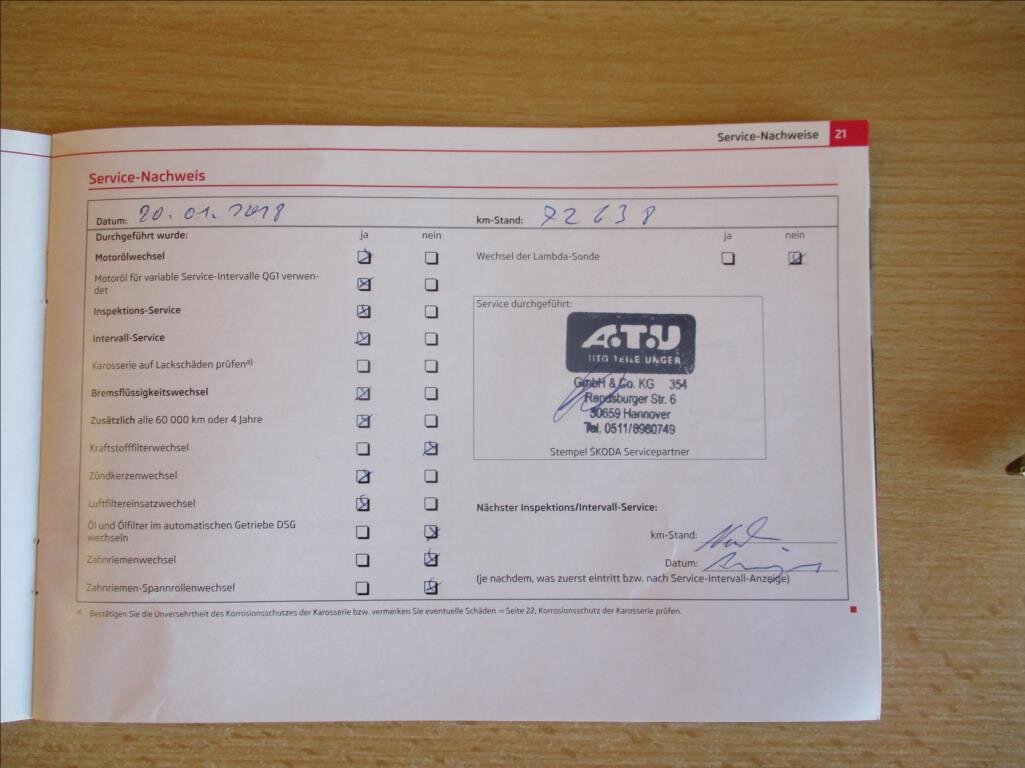 Service-Nachweise 21
Service-Nachweis
Datum: 20.01.2018
km-Stand: 72638
Durchgeführt wurde: ja nein
ja nein
Motorölwechsel
Wechsel der Lambda-Sonde
Motoröl für variable Service-Intervalle QG1 verwen-
det
Inspektions-Service
Service durchgeführt:
Intervall-Service
A.T.U
AUTO TEILE UNGER
Karosserie auf Lackschäden prüfen a)
Bremsflüssigkeitswechsel
GmbH & Co. KG 354
Rendsburger Str. 6
Zusätzlich alle 60 000 km oder 4 Jahre
30659 Hannover
Tel. 0511/8980749
Kraftstofffilterwechsel
Stempel ŠKODA Servicepartner
Zündkerzenwechsel
Luftfiltereinsatzwechsel
Nächster Inspektions/Intervall-Service:
Öl und Ölfilter im automatischen Getriebe DSG
wechseln
km-Stand: Nach
Zahnriemenwechsel
Datum: Anzeige
Zahnriemen-Spannrollenwechsel
(je nachdem, was zuerst eintritt bzw. nach Service-Intervall-Anzeige)
a) Bestätigen Sie die Unversehrtheit des Korrosionsschutzes der Karosserie bzw. vermerken Sie eventuelle Schäden ⇒ Seite 22, Korrosionsschutz der Karosserie prüfen.